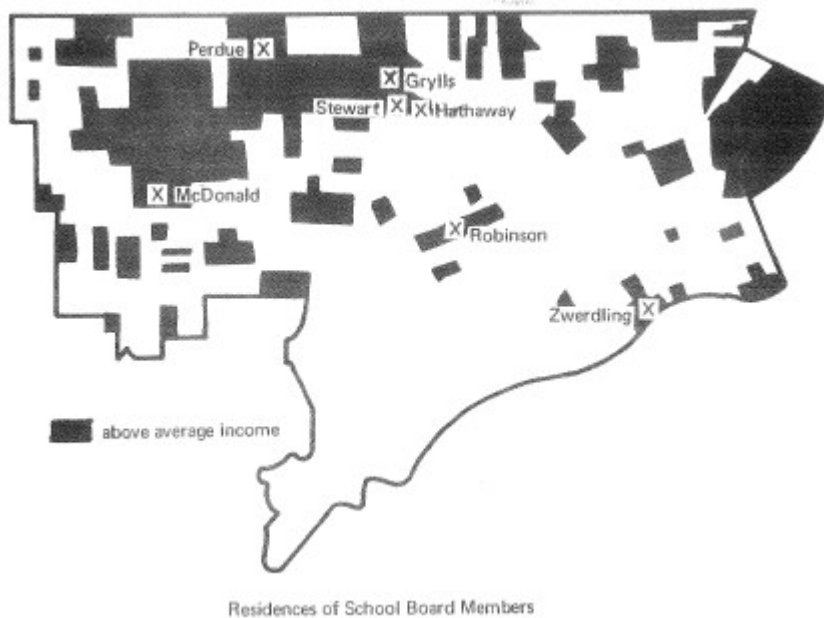 Perdue X
X Grylls
Stewart X X Hathaway
X McDonald
X Robinson
Zwerdling X
above average income
Residences of School Board Members